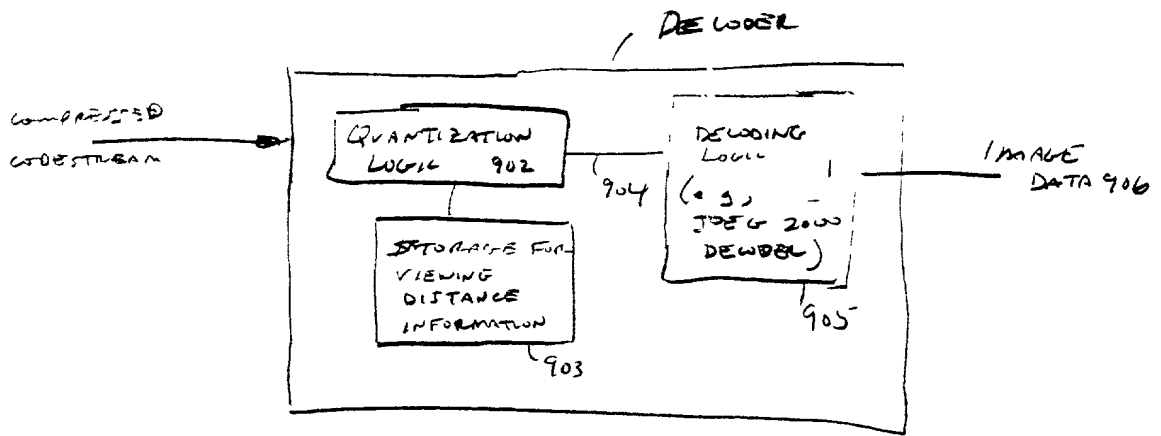 DECODER
COMPRESSED
CODESTREAM
QUANTIZATION
LOGIC 902
904
STORAGE FOR
VIEWING
DISTANCE
INFORMATION
903
DECODING
LOGIC
(e.g.,
JPEG 2000
DECODER)
905
IMAGE
DATA 906